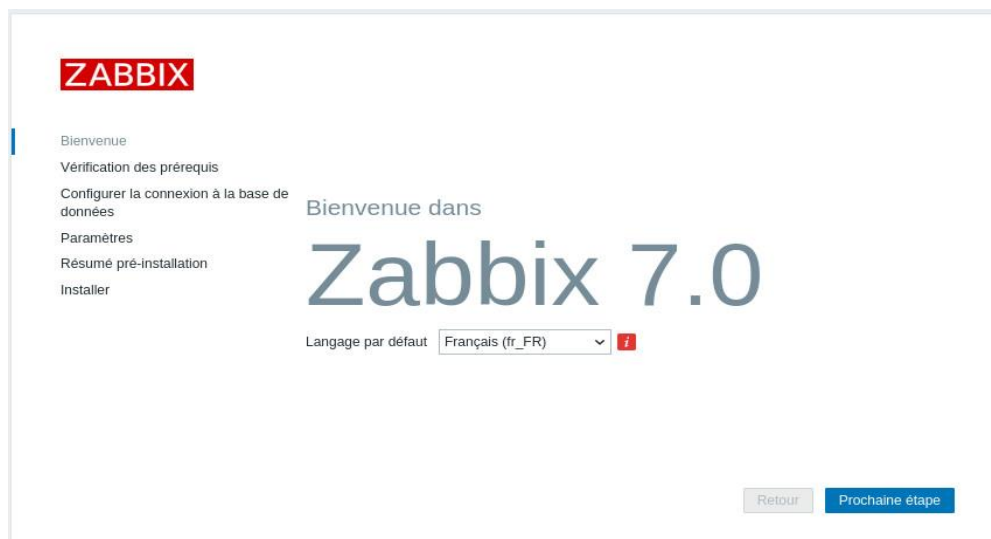 ZABBIX
Bienvenue
Vérification des prérequis
Configurer la connexion à la base de
données
Paramètres
Résumé pré-installation
Installer
Bienvenue dans
Zabbix 7.0
Langage par défaut Français (fr_FR) i
Retour Prochaine étape